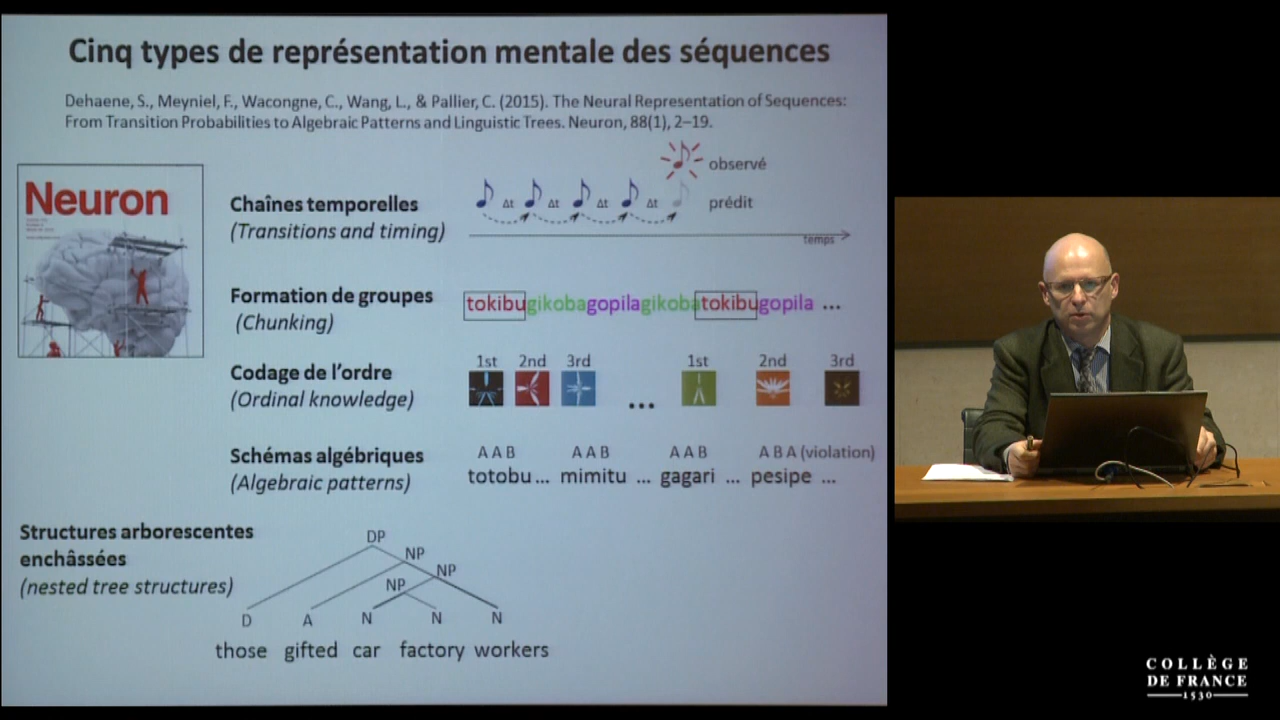 Cinq types de représentation mentale des séquences
Dehaene, S., Meyniel, F., Wacongne, C., Wang, L., & Pallier, C. (2015). The Neural Representation of Sequences:
From Transition Probabilities to Algebraic Patterns and Linguistic Trees. Neuron, 88(1), 2–19.
Neuron
Chaînes temporelles
(Transitions and timing)
observé
Δt Δt Δt Δt prédit
temps
Formation de groupes
(Chunking)
tokibugikobagopilagikobatokibugopila ...
Codage de l'ordre
(Ordinal knowledge)
1st 2nd 3rd ... 1st 2nd 3rd
Schémas algébriques
(Algebraic patterns)
A A B A A B A A B A B A (violation)
totobu ... mimitu ... gagari ... pesipe ...
Structures arborescentes
enchâssées
(nested tree structures)
DP
NP
NP
NP
D A N N N
those gifted car factory workers
COLLÈGE
DE FRANCE
1530